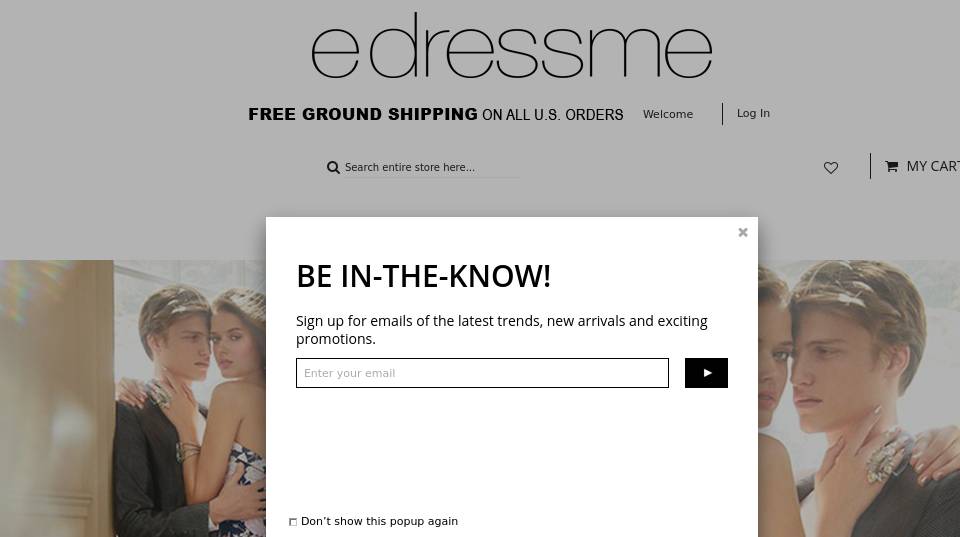 edressme
FREE GROUND SHIPPING ON ALL U.S. ORDERS
Welcome
Log In
Search entire store here...
MY CART
BE IN-THE-KNOW!
Sign up for emails of the latest trends, new arrivals and exciting
promotions.
Enter your email
Don't show this popup again